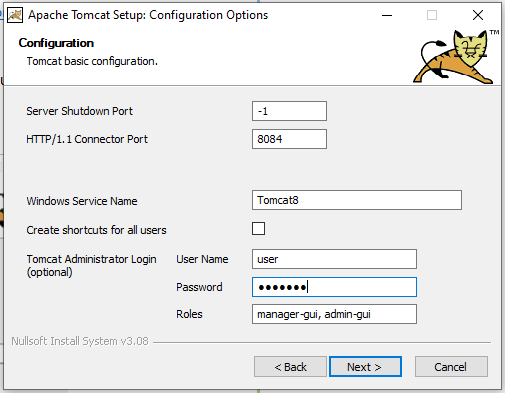 Apache Tomcat Setup: Configuration Options
Configuration
Tomcat basic configuration.
TM
Server Shutdown Port -1
HTTP/1.1 Connector Port 8084
Windows Service Name Tomcat8
Create shortcuts for all users
Tomcat Administrator Login User Name user
(optional)
Password ●●●●●●●
Roles manager-gui, admin-gui
Nullsoft Install System v3.08
< Back Next > Cancel